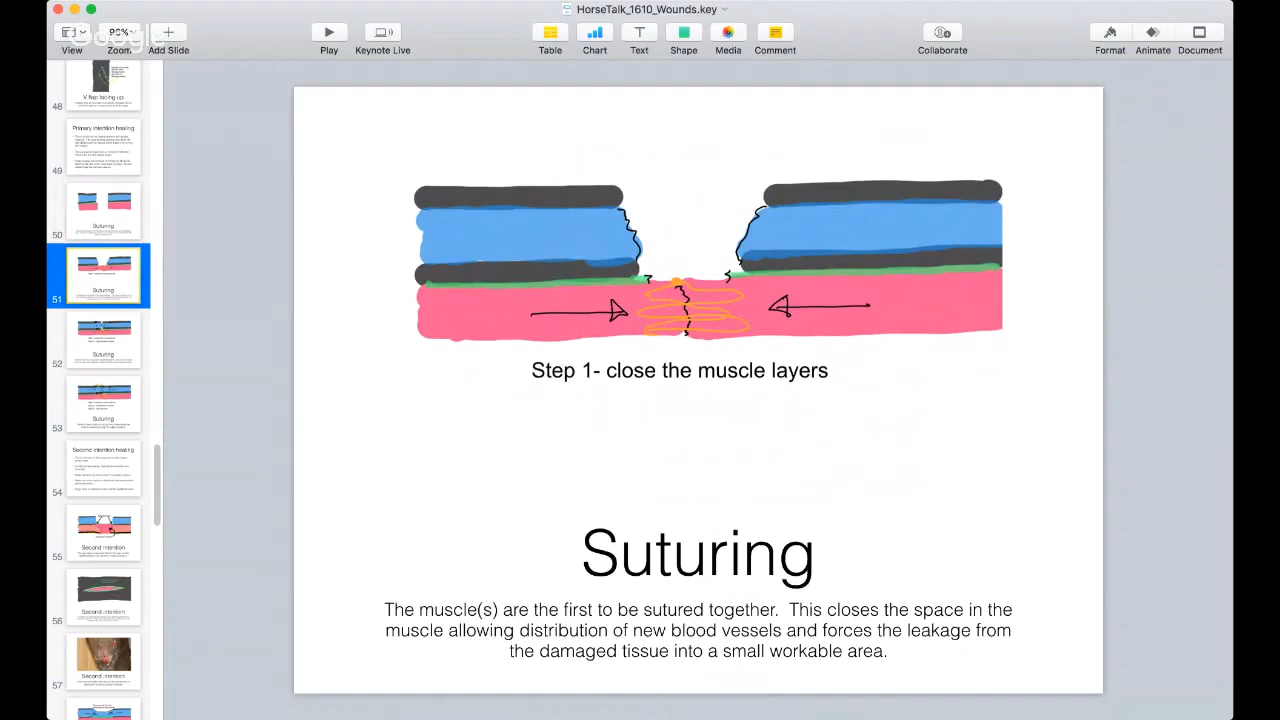 HorseTalk_1610_Wounds.key
View
Zoom
Add Slide
Play
Keynote Live
Table
Chart
Text
Shape
Media
Comment
Collaborate
Format
Animate
Document
Google
90%
V flap facing up
48
Primary intention healing
49
Suturing
50
Suturing
51
Suturing
52
Suturing
53
Second intention healing
54
Second Intention
55
Second intention
56
Second intention
57
Step 1- close the muscle layers
Suturing
The muscle(s) are the first to be sutured together. This closes the space in the
muscle allowing distribution of new blood vessels and forces the leakage from
the damaged tissue into a small workable area.